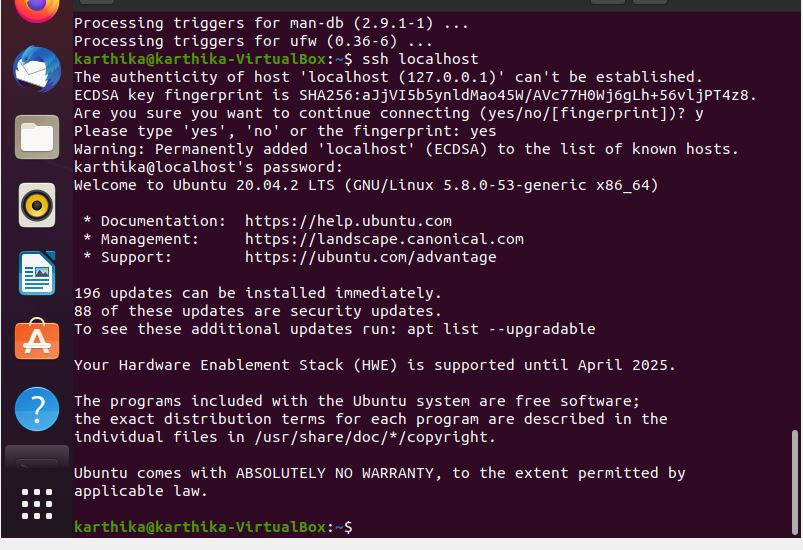 Processing triggers for man-db (2.9.1-1) ...
Processing triggers for ufw (0.36-6) ...
karthika@karthika-VirtualBox:~$ ssh localhost
The authenticity of host 'localhost (127.0.0.1)' can't be established.
ECDSA key fingerprint is SHA256:aJjVI5b5ynldMao45W/AVc77H0Wj6gLh+56vljPT4z8.
Are you sure you want to continue connecting (yes/no/[fingerprint])? y
Please type 'yes', 'no' or the fingerprint: yes
Warning: Permanently added 'localhost' (ECDSA) to the list of known hosts.
karthika@localhost's password:
Welcome to Ubuntu 20.04.2 LTS (GNU/Linux 5.8.0-53-generic x86_64)
* Documentation:  https://help.ubuntu.com
* Management:     https://landscape.canonical.com
* Support:        https://ubuntu.com/advantage
196 updates can be installed immediately.
88 of these updates are security updates.
To see these additional updates run: apt list --upgradable
Your Hardware Enablement Stack (HWE) is supported until April 2025.
The programs included with the Ubuntu system are free software;
the exact distribution terms for each program are described in the
individual files in /usr/share/doc/*/copyright.
Ubuntu comes with ABSOLUTELY NO WARRANTY, to the extent permitted by
applicable law.
karthika@karthika-VirtualBox:~$